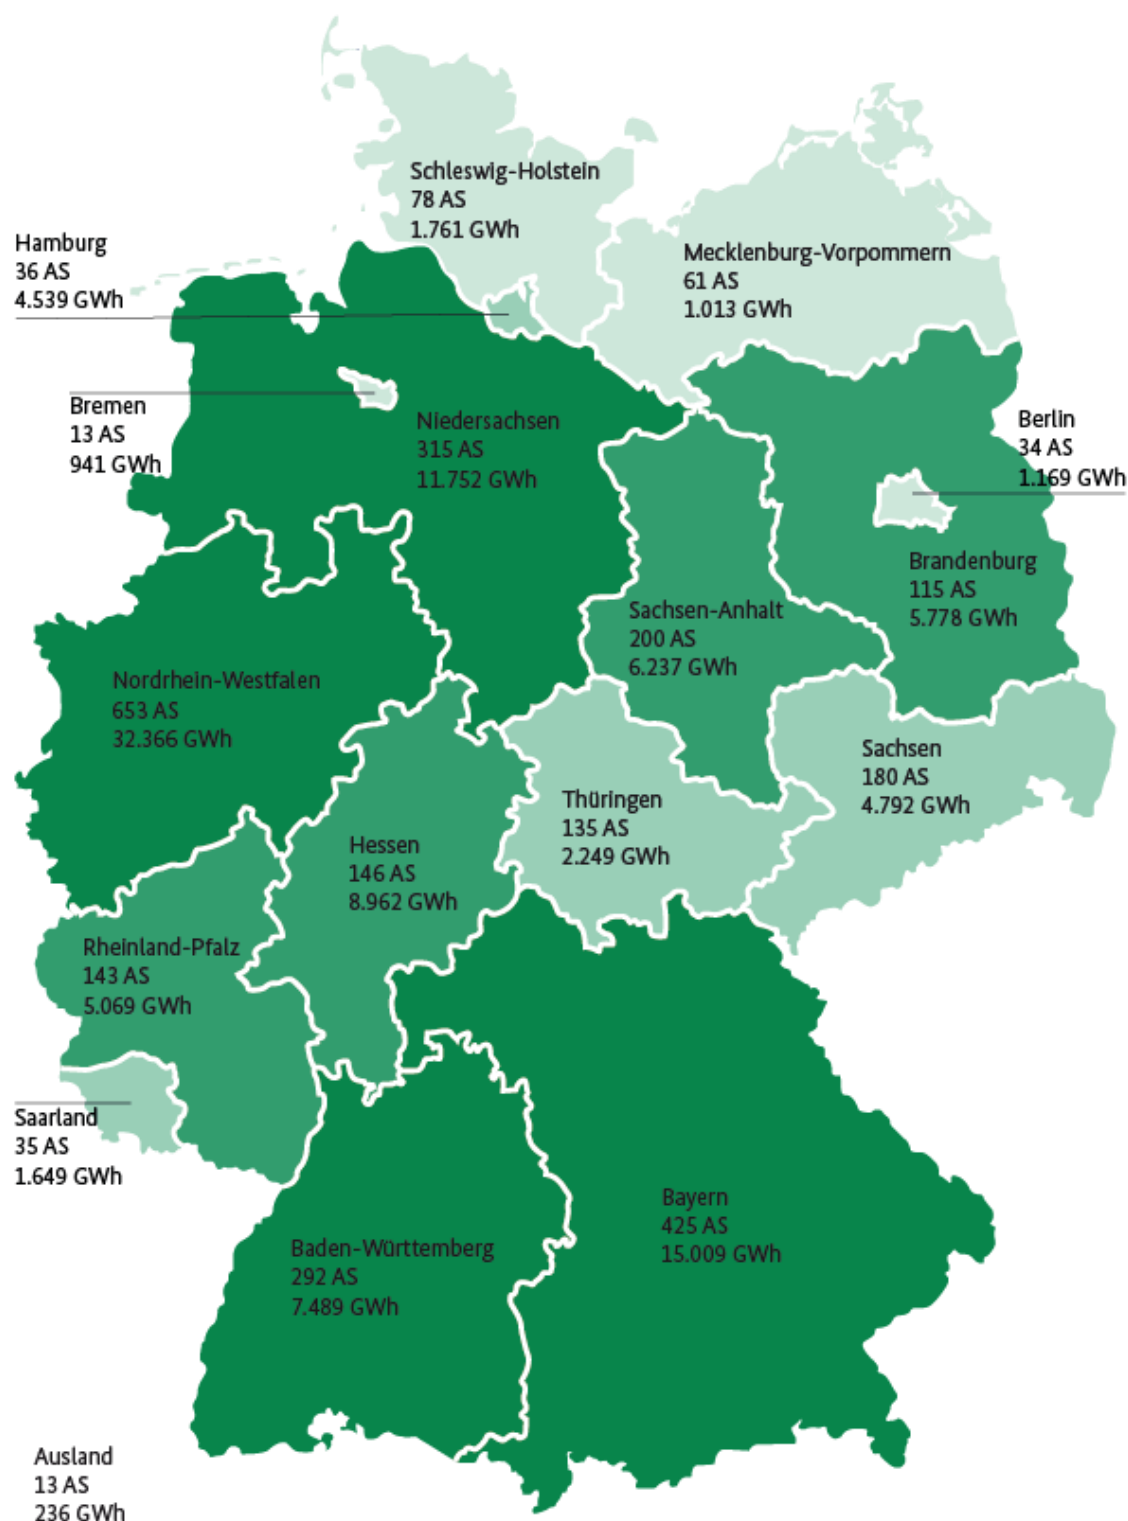 Schleswig-Holstein
78 AS
1.761 GWh
Hamburg
36 AS
4.539 GWh
Mecklenburg-Vorpommern
61 AS
1.013 GWh
Bremen
13 AS
941 GWh
Niedersachsen
315 AS
11.752 GWh
Berlin
34 AS
1.169 GWh
Brandenburg
115 AS
5.778 GWh
Sachsen-Anhalt
200 AS
6.237 GWh
Nordrhein-Westfalen
653 AS
32.366 GWh
Sachsen
180 AS
4.792 GWh
Thüringen
135 AS
2.249 GWh
Hessen
146 AS
8.962 GWh
Rheinland-Pfalz
143 AS
5.069 GWh
Saarland
35 AS
1.649 GWh
Bayern
425 AS
15.009 GWh
Baden-Württemberg
292 AS
7.489 GWh
Ausland
13 AS
236 GWh